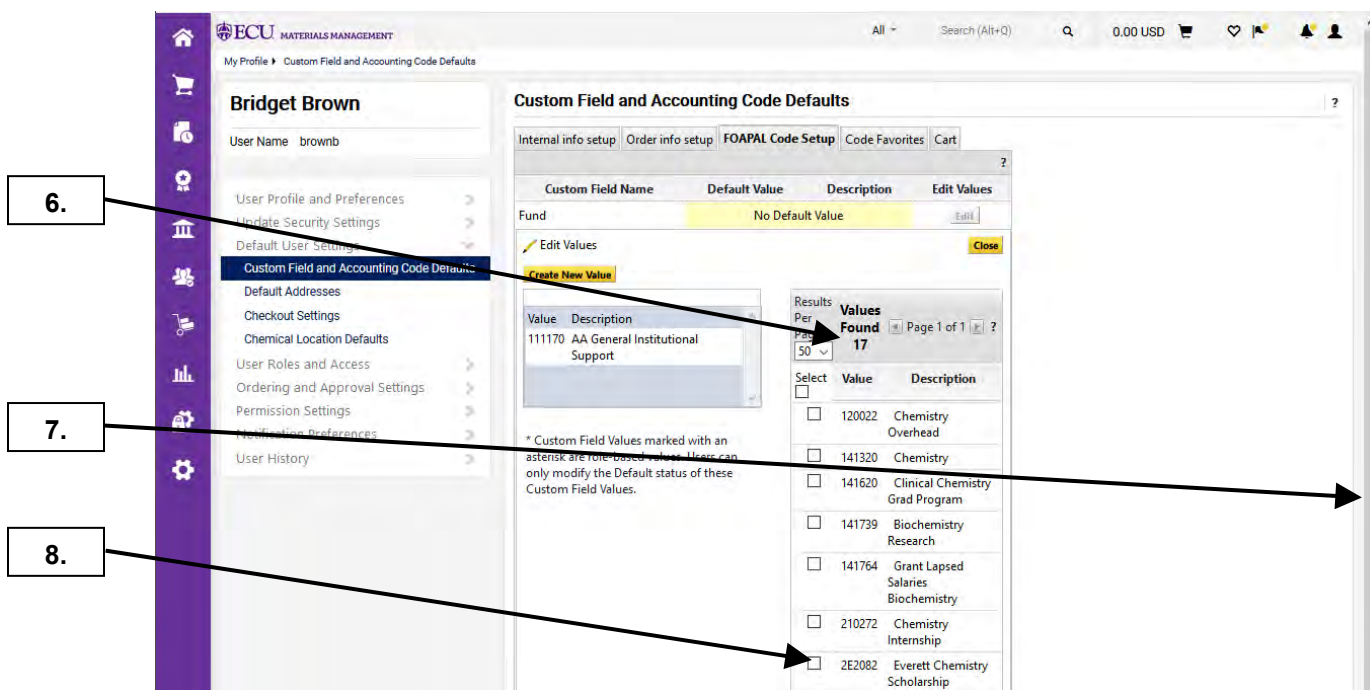 ECU MATERIALS MANAGEMENT
All
Search (Alt+Q)
0.00 USD
My Profile Custom Field and Accounting Code Defaults
Bridget Brown
User Name brownb
User Profile and Preferences
Update Security Settings
Default User Settings
Custom Field and Accounting Code Defaults
Default Addresses
Checkout Settings
Chemical Location Defaults
User Roles and Access
Ordering and Approval Settings
Permission Settings
Notification Preferences
User History
6.
7.
8.
Custom Field and Accounting Code Defaults
?
Internal info setup Order info setup FOAPAL Code Setup Code Favorites Cart
?
Custom Field Name Default Value Description Edit Values
Fund No Default Value Edit
Edit Values Close
Create New Value
Value Description
111170 AA General Institutional
Support
* Custom Field Values marked with an
asterisk are role-based values. Users can
only modify the Default status of these
Custom Field Values.
Results
Per
Page
50
Values
Found
17
Page 1 of 1 ?
Select Value Description
120022 Chemistry
Overhead
141320 Chemistry
141620 Clinical Chemistry
Grad Program
141739 Biochemistry
Research
141764 Grant Lapsed
Salaries
Biochemistry
210272 Chemistry
Internship
2E2082 Everett Chemistry
Scholarship